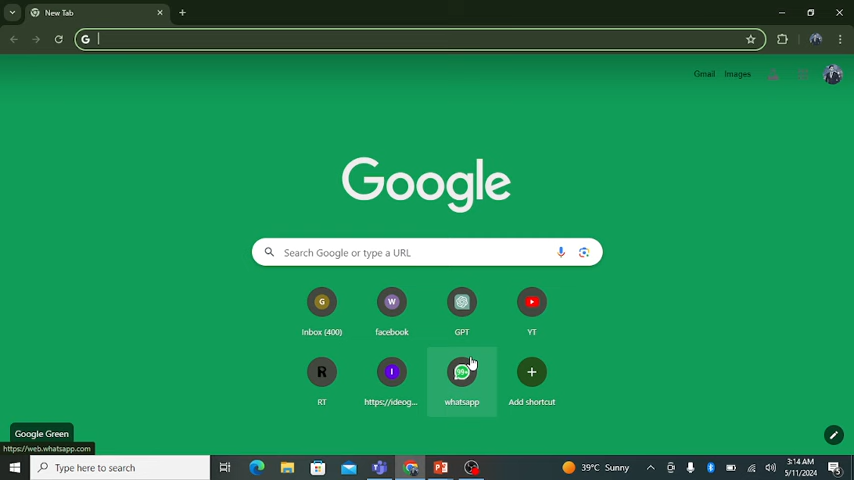 New Tab
G
Gmail Images
Google
Search Google or type a URL
G W
Inbox (400) facebook GPT YT
R I 99+
RT https://ideog... whatsapp Add shortcut
Google Green
https://web.whatsapp.com
Type here to search
39°C Sunny
3:14 AM
5/11/2024
5